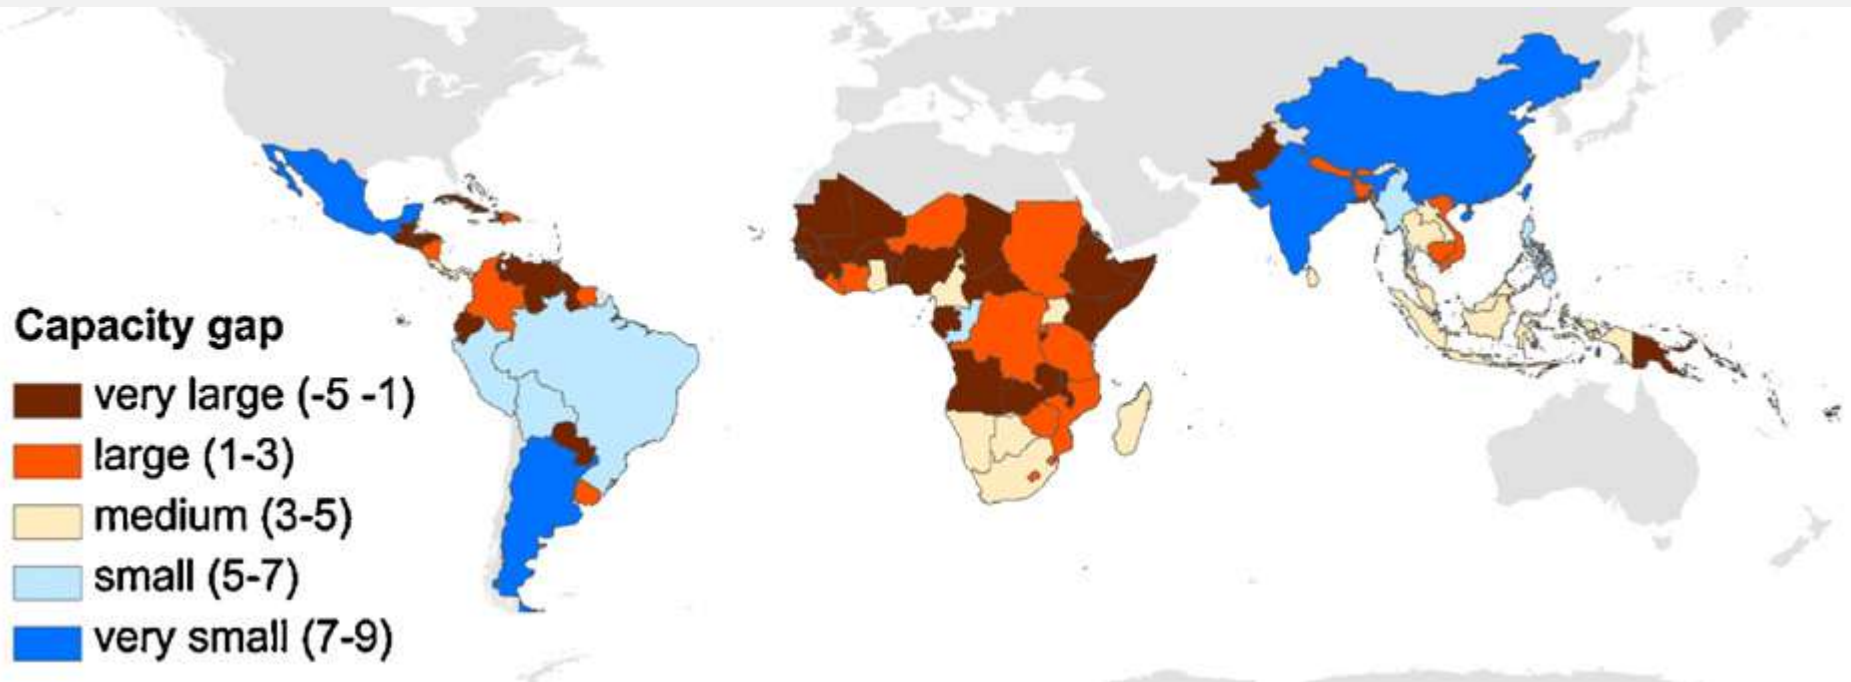 Capacity gap
very large (-5 -1)
large (1-3)
medium (3-5)
small (5-7)
very small (7-9)